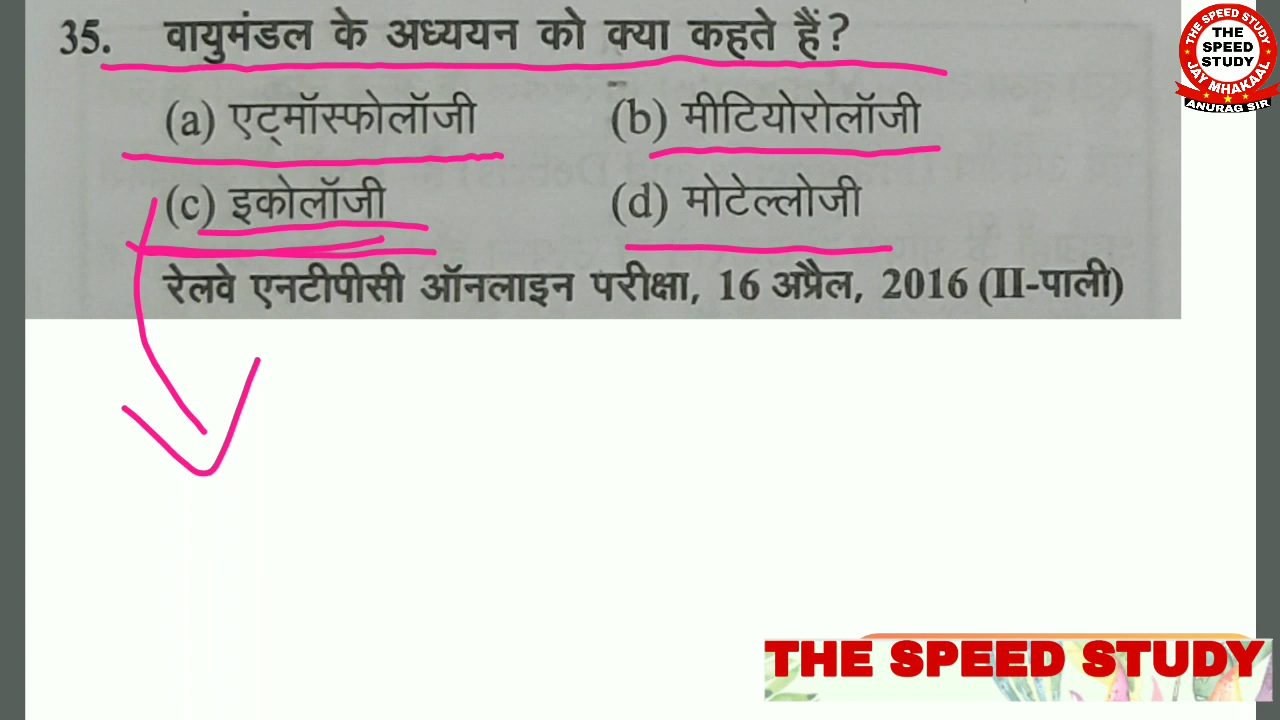 35. वायुमंडल के अध्ययन को क्या कहते हैं?
(a) एट्मॉस्फोलॉजी (b) मीटियोरोलॉजी
(c) इकोलॉजी (d) मोटेल्लोजी
रेलवे एनटीपीसी ऑनलाइन परीक्षा, 16 अप्रैल, 2016 (II-पाली)
THE SPEED STUDY
THE
SPEED
STUDY
JAY MHAKAAL
ANURAG SIR
THE SPEED STUDY